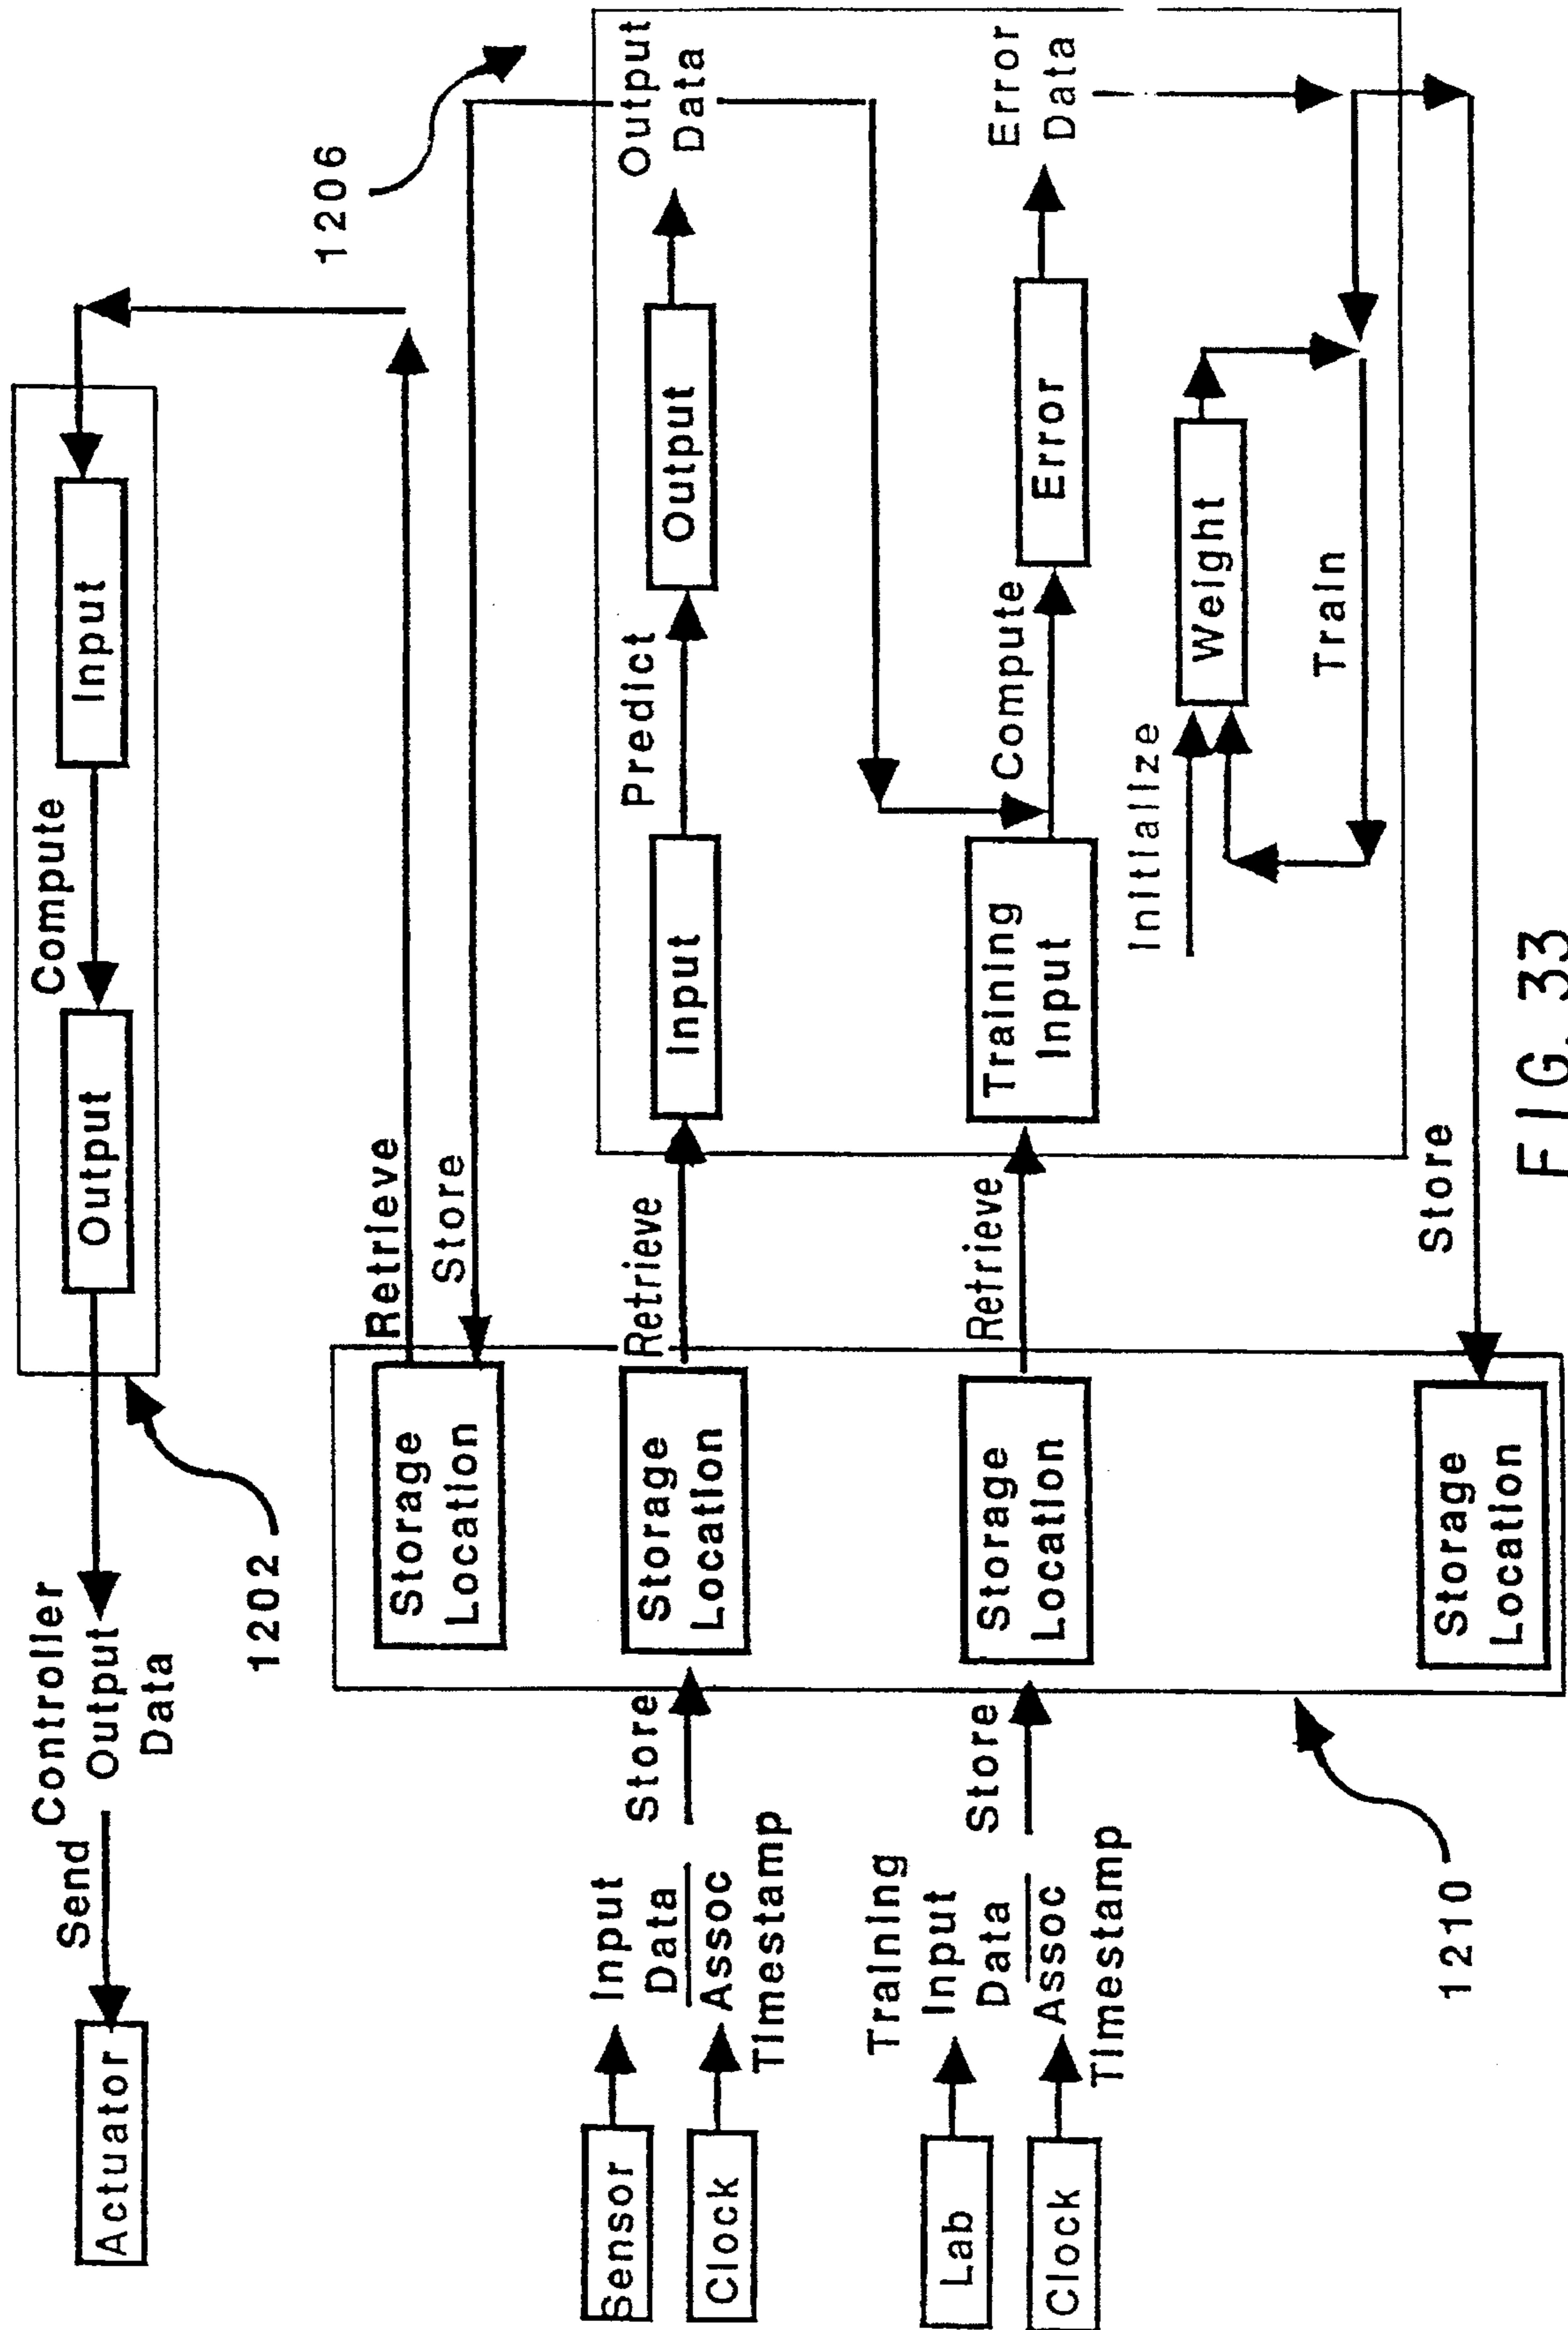 Actuator
Send
Controller
Output
Data
Output
Compute
Input
1202
1206
Retrieve
Store
Storage
Location
Sensor
Input
Data
Clock
Assoc
Timestamp
Store
Storage
Location
Retrieve
Input
Predict
Output
Output
Data
Lab
Training
Input
Data
Clock
Assoc
Timestamp
Store
Storage
Location
Retrieve
Training
Input
Compute
Error
Error
Data
Initialize
Weight
Train
1210
Storage
Location
Store
FIG. 33